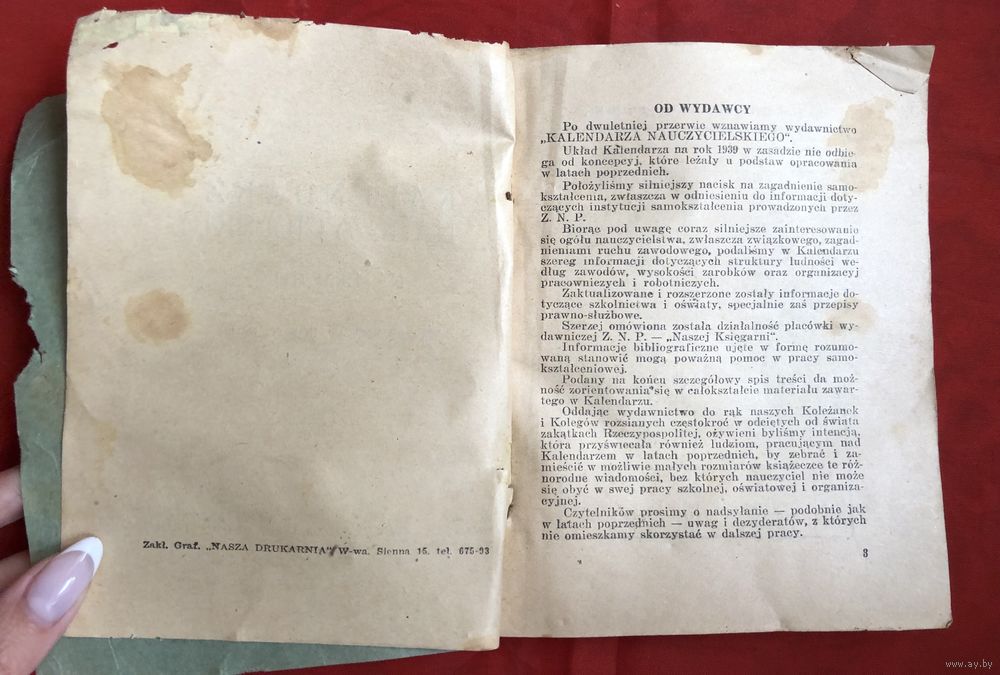 Zakł. Graf. „NASZA DRUKARNIA" W-wa. Sienna 15. tel. 675-93
OD WYDAWCY
Po dwuletniej przerwie wznawiamy wydawnictwo
„KALENDARZA NAUCZYCIELSKIEGO".
Układ Kalendarza na rok 1939 w zasadzie nie odbie-
ga od koncepcyj, które leżały u podstaw opracowania
w latach poprzednich.
Położyliśmy silniejszy nacisk na zagadnienie samo-
kształcenia, zwłaszcza w odniesieniu do informacji doty-
czących instytucji samokształcenia prowadzonych przez
Z. N. P.
Biorąc pod uwagę coraz silniejsze zainteresowanie
się ogółu nauczycielstwa, zwłaszcza związkowego, zagad-
nieniami ruchu zawodowego, podaliśmy w Kalendarzu
szereg informacji dotyczących struktury ludności we-
dług zawodów, wysokości zarobków oraz organizacyj
pracowniczych i robotniczych.
Zaktualizowane i rozszerzone zostały informacje do-
tyczące szkolnictwa i oświaty, specjalnie zaś przepisy
prawno-służbowe.
Szerzej omówiona została działalność placówki wy-
dawniczej Z. N. P. — „Naszej Księgarni".
Informacje bibliograficzne ujęte w formę rozumo-
waną stanowić mogą poważną pomoc w pracy samo-
kształceniowej.
Podany na końcu szczegółowy spis treści da moż-
ność zorientowania się w całokształcie materiału zawar-
tego w Kalendarzu.
Oddając wydawnictwo do rąk naszych Koleżanek
i Kolegów rozsianych częstokroć w odciętych od świata
zakątkach Rzeczypospolitej, ożywieni byliśmy intencją,
która przyświecała również ludziom, pracującym nad
Kalendarzem w latach poprzednich, by zebrać i za-
mieścić w możliwie małych rozmiarów książeczce te róż-
norodne wiadomości, bez których nauczyciel nie może
się obyć w swej pracy szkolnej, oświatowej i organiza-
cyjnej.
Czytelników prosimy o nadsyłanie — podobnie jak
w latach poprzednich — uwag i dezyderatów, z których
nie omieszkamy skorzystać w dalszej pracy.
3
www.ay.by